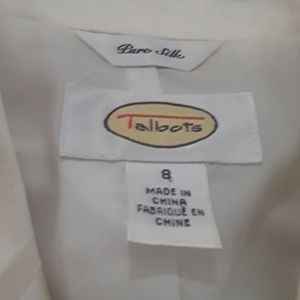 Pure Silk
Talbots
8
MADE IN
CHINA
FABRIQUÉ EN
CHINE